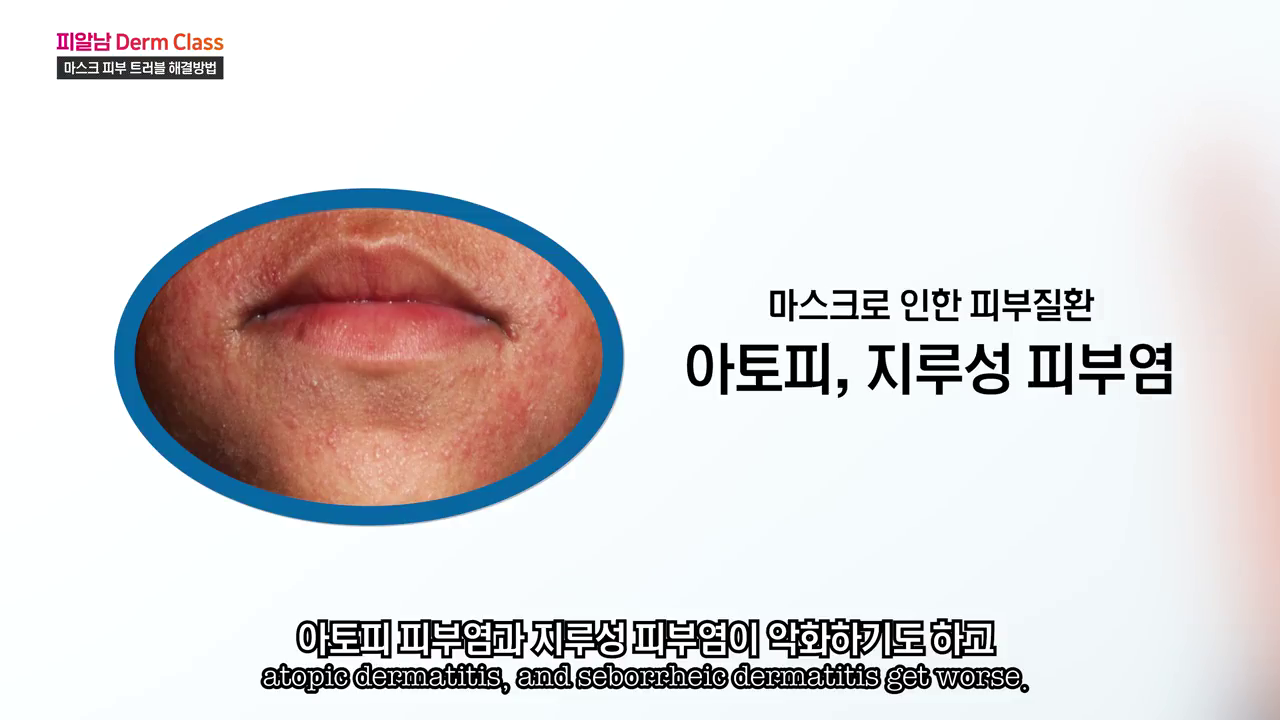 피알남 Derm Class
마스크 피부 트러블 해결방법
마스크로 인한 피부질환
아토피, 지루성 피부염
아토피 피부염과 지루성 피부염이 악화하기도 하고
atopic dermatitis, and seborrheic dermatitis get worse.